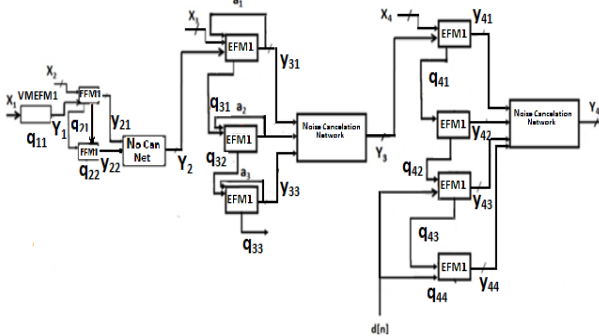 X1
VMEFM1
q11
Y1
X2
EFM1
q21
y21
EFM1
q22
y22
No Can
Net
Y2
X3
a1
EFM1
y31
q31
a2
EFM1
q32
a3
EFM1
y33
q33
Noise Cancelation
Network
Y3
X4
EFM1
y41
q41
EFM1
y42
q42
EFM1
y43
q43
EFM1
y44
q44
d[n]
Noise Cancelation
Network
Y4